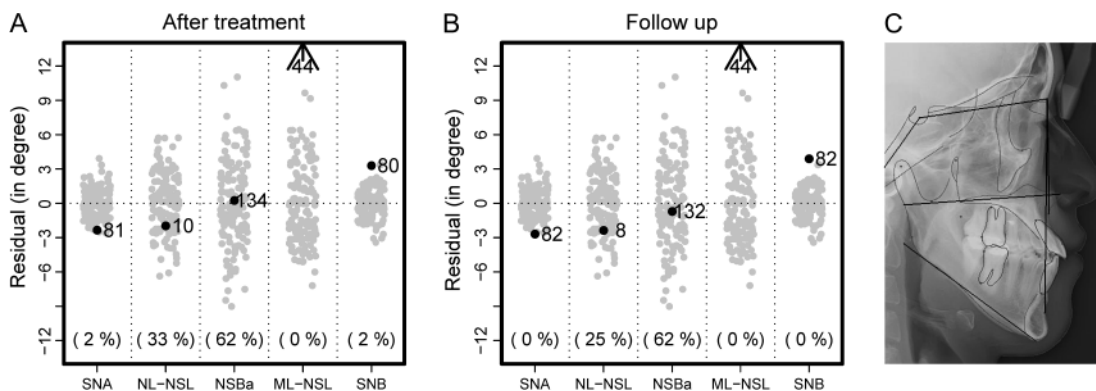 A After treatment
Residual (in degree)
12
9
6
3
0
−3
−6
−12
81
10
134
44
80
( 2 %) ( 33 %) ( 62 %) ( 0 %) ( 2 %)
SNA NL−NSL NSBa ML−NSL SNB
B Follow up
Residual (in degree)
12
9
6
3
0
−3
−6
−12
82
8
132
44
82
( 0 %) ( 25 %) ( 62 %) ( 0 %) ( 0 %)
SNA NL−NSL NSBa ML−NSL SNB
C